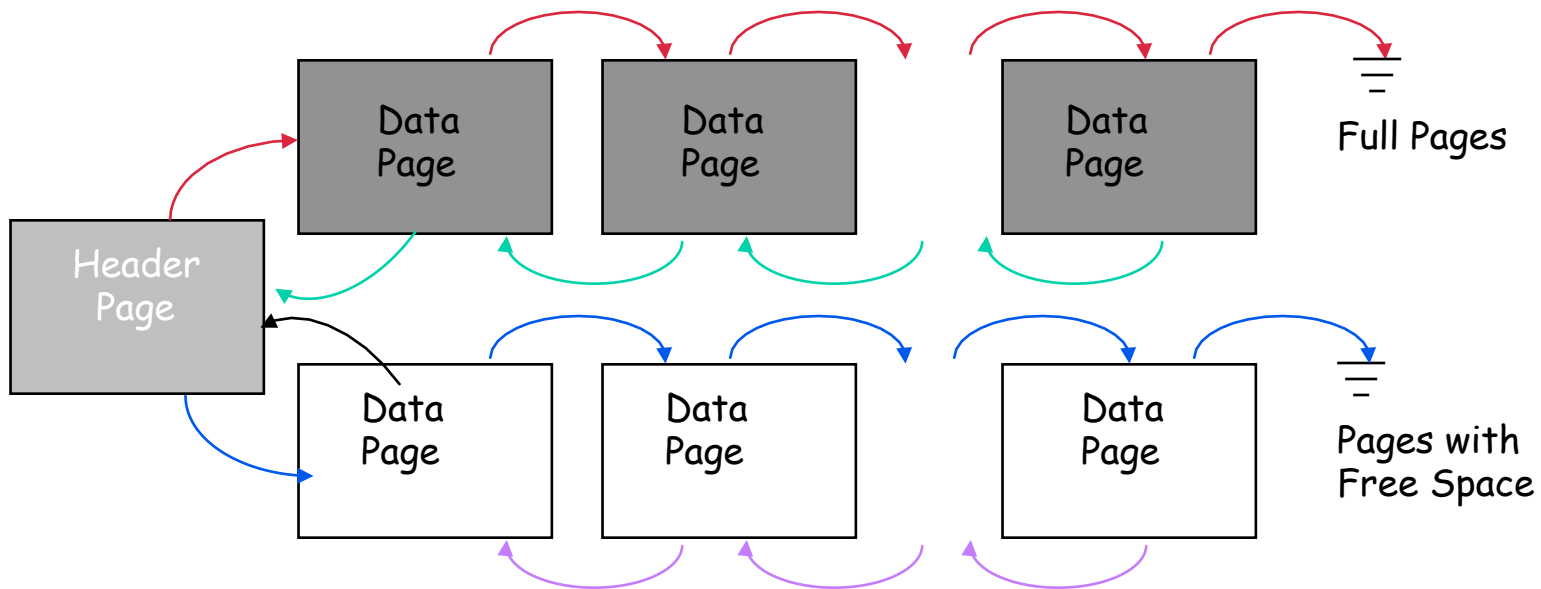 Data
Page
Data
Page
Data
Page
Full Pages
Header
Page
Data
Page
Data
Page
Data
Page
Pages with
Free Space